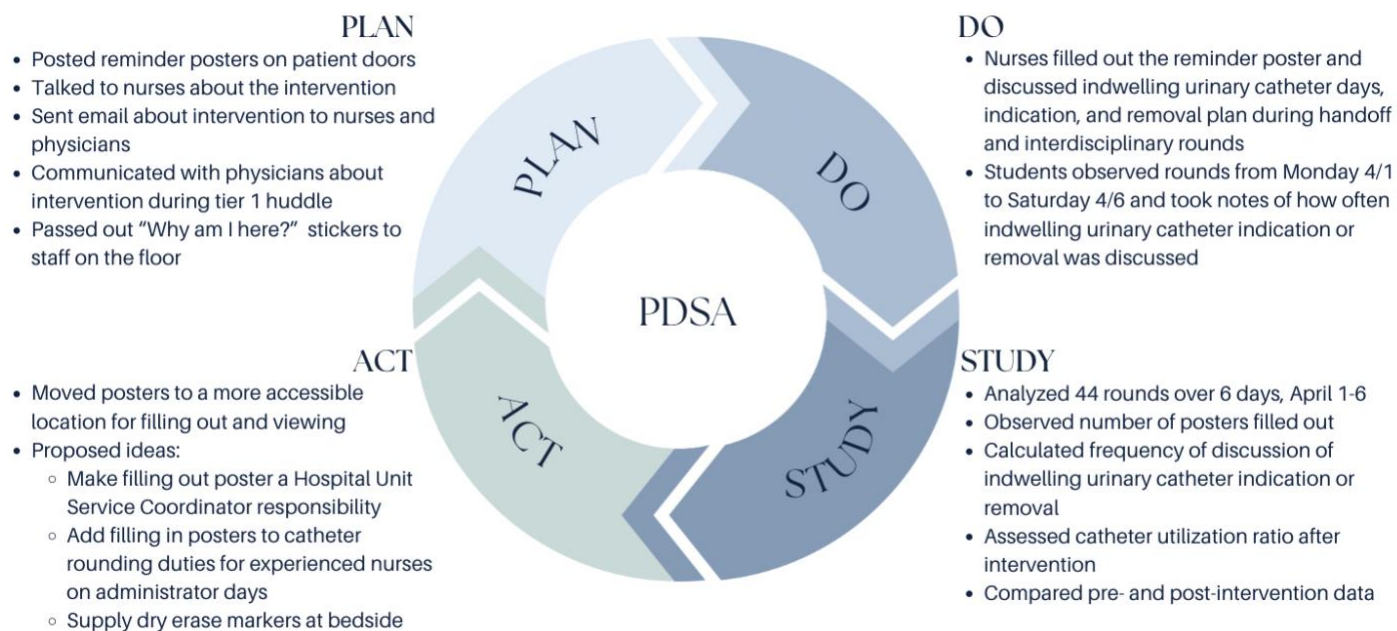 PLAN
• Posted reminder posters on patient doors
• Talked to nurses about the intervention
• Sent email about intervention to nurses and
physicians
• Communicated with physicians about
intervention during tier 1 huddle
• Passed out “Why am I here?” stickers to
staff on the floor
DO
• Nurses filled out the reminder poster and
discussed indwelling urinary catheter days,
indication, and removal plan during handoff
and interdisciplinary rounds
• Students observed rounds from Monday 4/1
to Saturday 4/6 and took notes of how often
indwelling urinary catheter indication or
removal was discussed
PLAN
DO
PDSA
ACT
STUDY
ACT
• Moved posters to a more accessible
location for filling out and viewing
• Proposed ideas:
◦ Make filling out poster a Hospital Unit
Service Coordinator responsibility
◦ Add filling in posters to catheter
rounding duties for experienced nurses
on administrator days
◦ Supply dry erase markers at bedside
STUDY
• Analyzed 44 rounds over 6 days, April 1-6
• Observed number of posters filled out
• Calculated frequency of discussion of
indwelling urinary catheter indication or
removal
• Assessed catheter utilization ratio after
intervention
• Compared pre- and post-intervention data